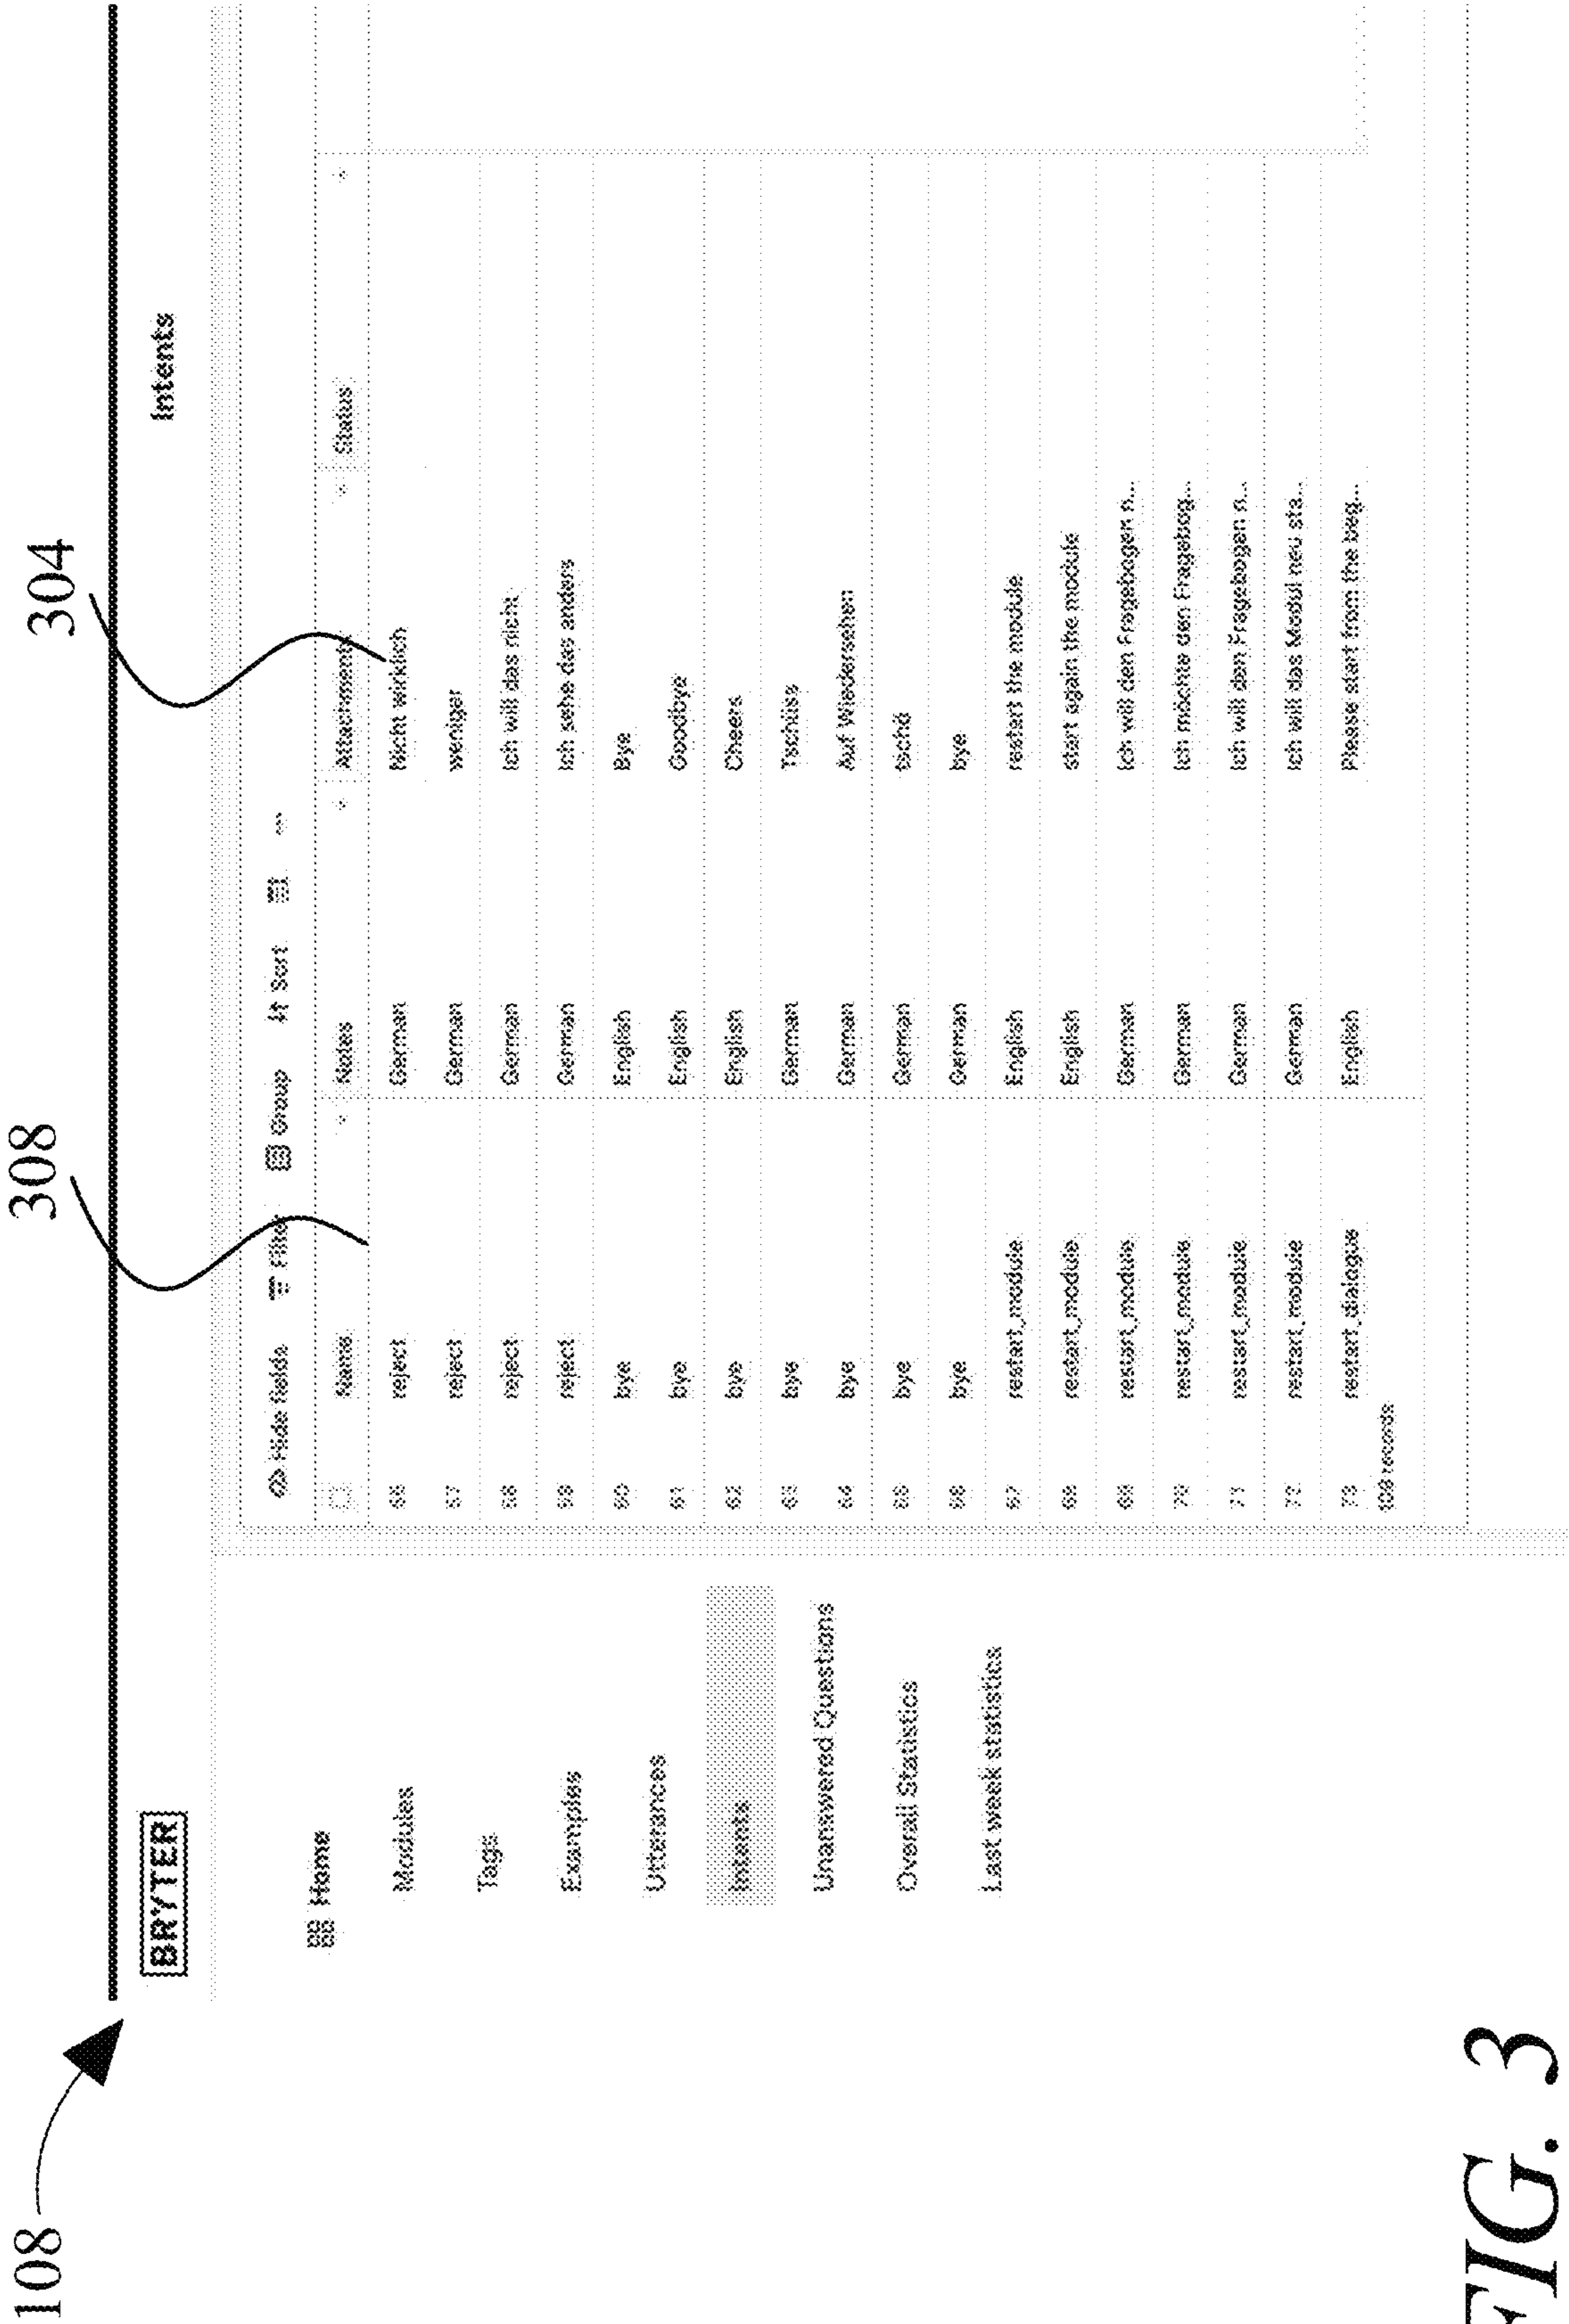 108
308
304
BRYTER
Intents
Home
Modules
Tags
Examples
Utterances
Intents
Unanswered Questions
Overall Statistics
Last week ststistics
Hide fields Filter Group Sort
Name Notes Attachments Status
56 reject German Nicht wirklich
57 reject German weniger
58 reject German Ich will das nicht
59 reject German Ich sehe das anders
60 bye English Bye
61 bye English Goodbye
62 bye English Cheers
63 bye German Tschüss
64 bye German Auf Wiedersehen
65 bye German tschö
66 bye German bye
67 restart_module English restart the module
68 restart_module English start again the module
69 restart_module German Ich will den Fragebogen n...
70 restart_module German Ich möchte den Fragebog...
71 restart_module German Ich will den Fragebogen n...
72 restart_module German Ich will das Modul neu sta...
73 restart_dialogue English Please start from the beg...
records
FIG. 3